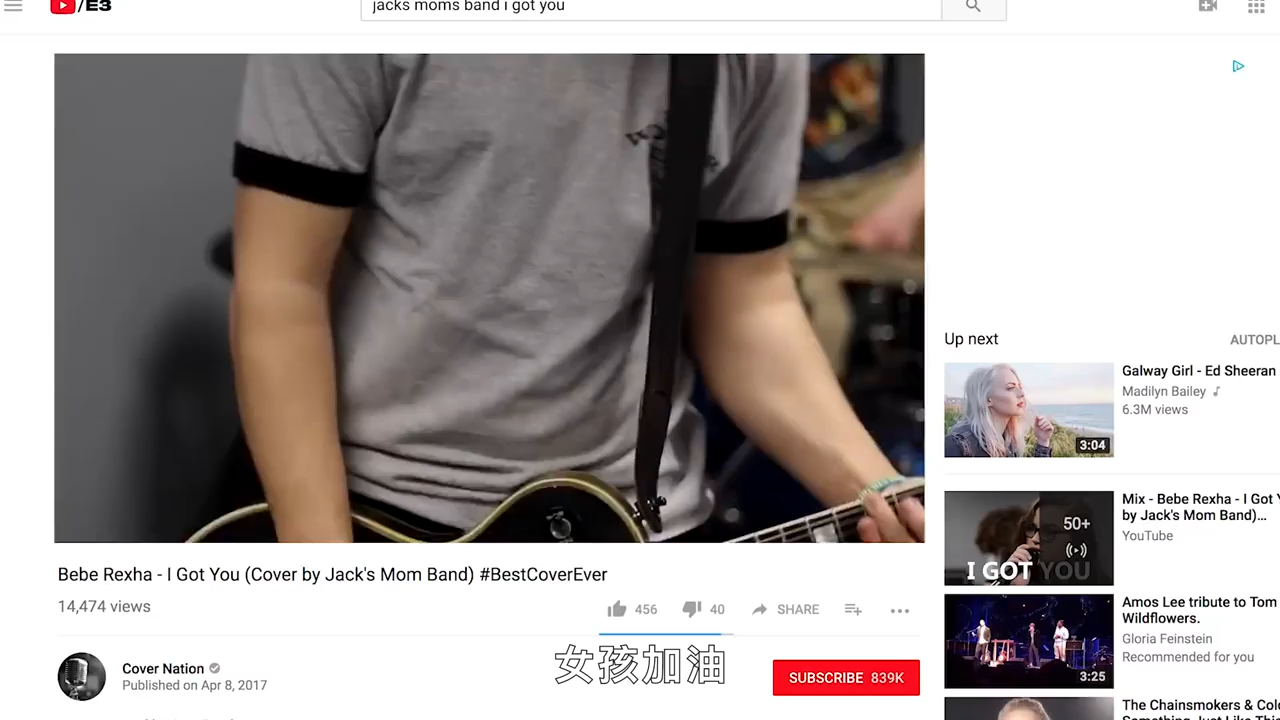 /E3
jacks moms band i got you
Up next
AUTOPL
Galway Girl - Ed Sheeran
Madilyn Bailey
6.3M views
3:04
Mix - Bebe Rexha - I Got Y
by Jack's Mom Band)...
YouTube
50+
I GOT YOU
Bebe Rexha - I Got You (Cover by Jack's Mom Band) #BestCoverEver
14,474 views
456
40
SHARE
Amos Lee tribute to Tom
Wildflowers.
Gloria Feinstein
Recommended for you
3:25
Cover Nation
Published on Apr 8, 2017
女孩加油
SUBSCRIBE 839K
The Chainsmokers & Col